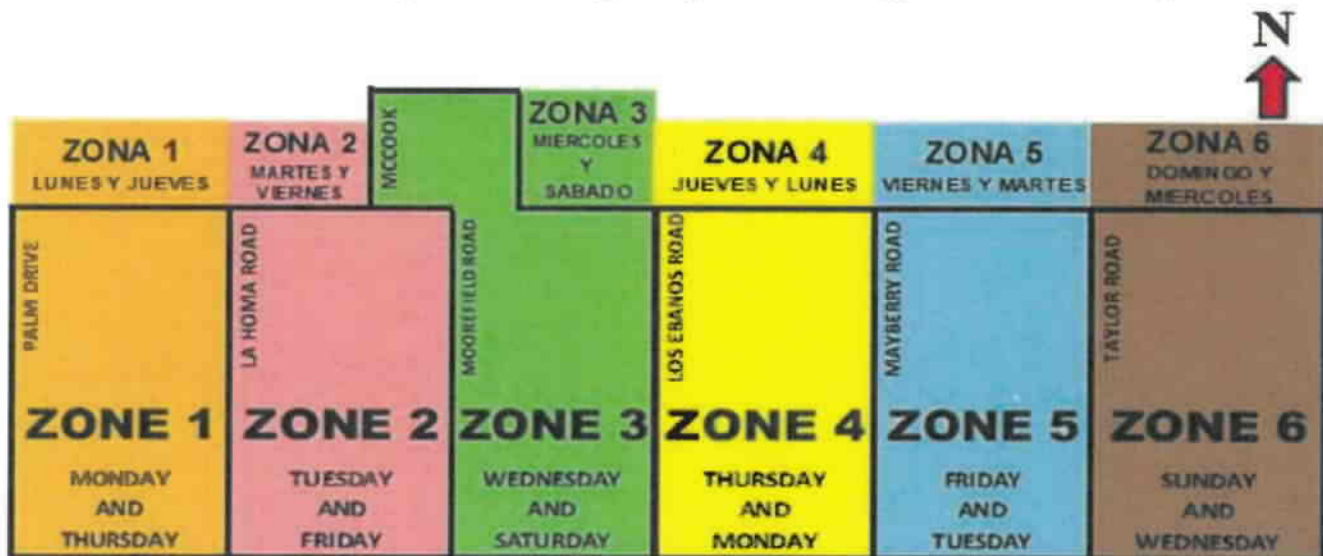 N
ZONA 1
LUNES Y JUEVES
ZONA 2
MARTES Y
VIERNES
MCCOOK
ZONA 3
MIERCOLES
Y
SABADO
ZONA 4
JUEVES Y LUNES
ZONA 5
VIERNES Y MARTES
ZONA 6
DOMINGO Y
MIERCOLES
PALM DRIVE
LA HOMA ROAD
MOOREFIELD ROAD
LOS EBANOS ROAD
MAYBERRY ROAD
TAYLOR ROAD
ZONE 1
MONDAY
AND
THURSDAY
ZONE 2
TUESDAY
AND
FRIDAY
ZONE 3
WEDNESDAY
AND
SATURDAY
ZONE 4
THURSDAY
AND
MONDAY
ZONE 5
FRIDAY
AND
TUESDAY
ZONE 6
SUNDAY
AND
WEDNESDAY